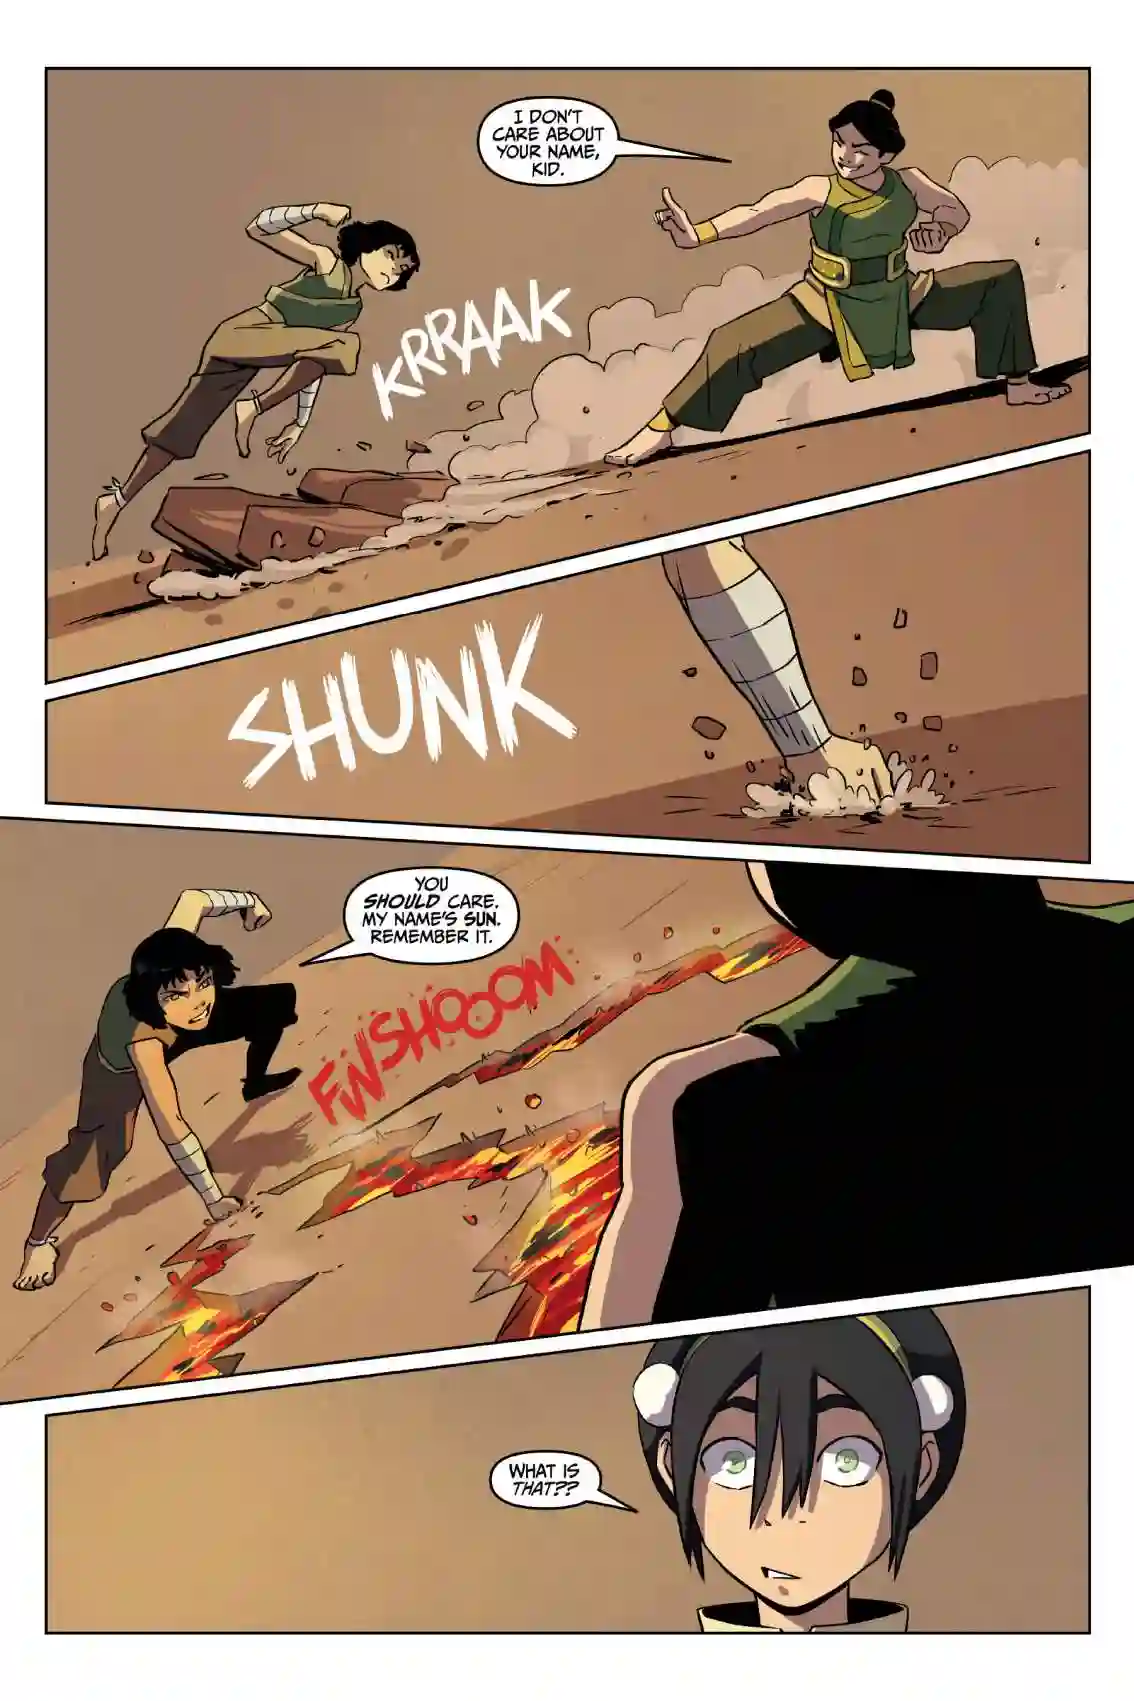 I DON'T
CARE ABOUT
YOUR NAME,
KID.
KRRAAK
SHUNK
YOU
SHOULD CARE.
MY NAME'S SUN.
REMEMBER IT.
FWSHOOOM
WHAT IS
THAT??